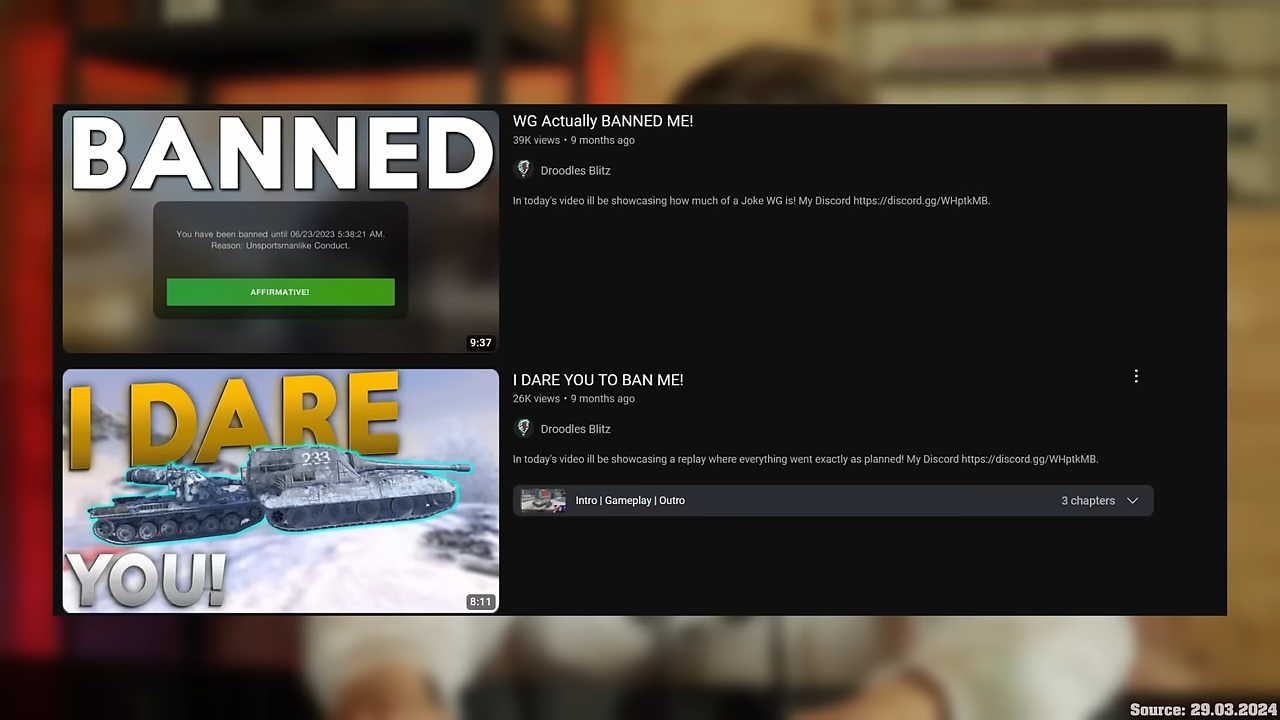 BANNED
You have been banned until 06/23/2023 5:38:21 AM.
Reason: Unsportsmanlike Conduct.
AFFIRMATIVE!
9:37
WG Actually BANNED ME!
39K views • 9 months ago
Droodles Blitz
In today's video ill be showcasing how much of a Joke WG is! My Discord https://discord.gg/WHptkMB.
I DARE
233
YOU!
8:11
I DARE YOU TO BAN ME!
26K views • 9 months ago
Droodles Blitz
In today's video ill be showcasing a replay where everything went exactly as planned! My Discord https://discord.gg/WHptkMB.
Intro | Gameplay | Outro
3 chapters
Source: 29.03.2024